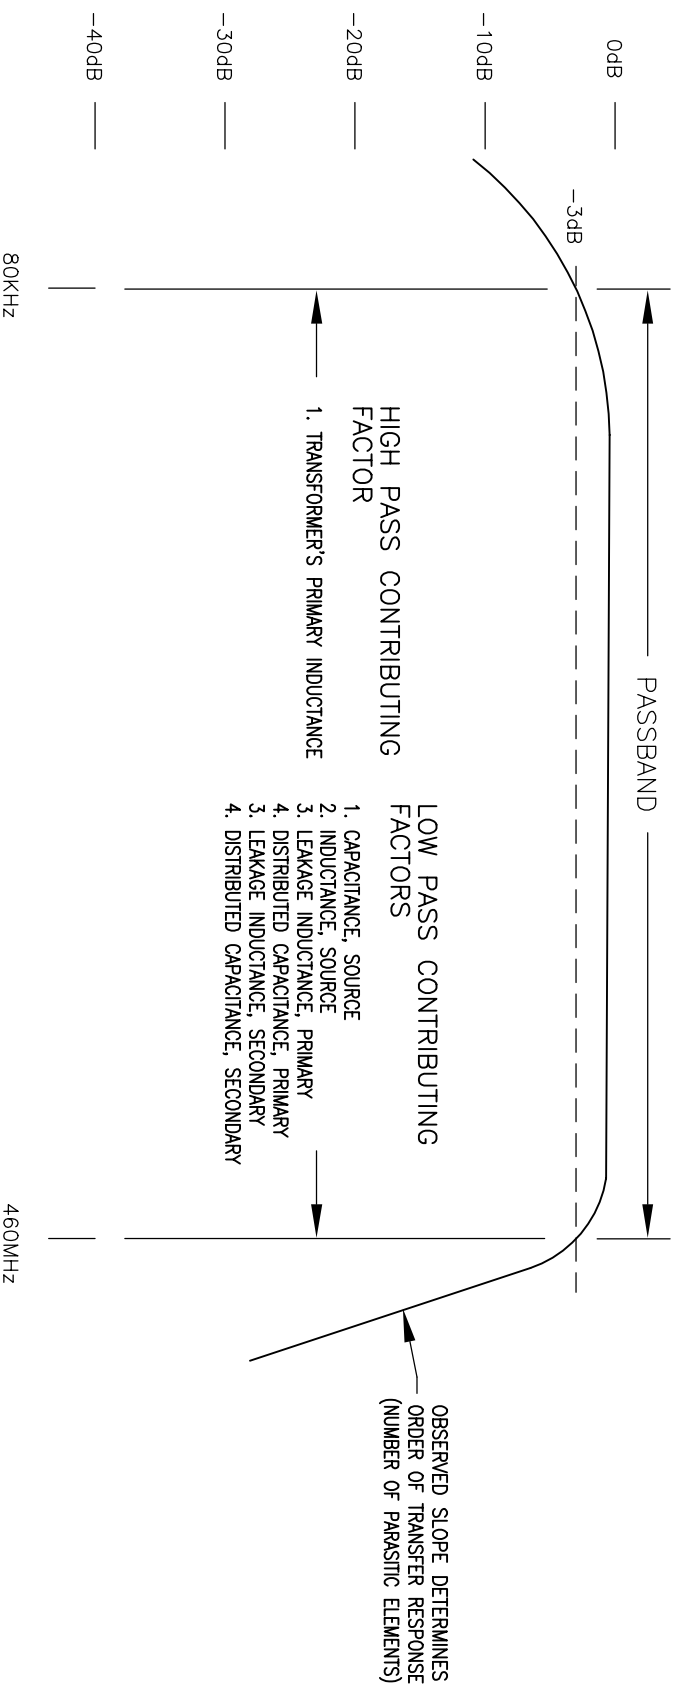 0dB
-10dB
-20dB
-30dB
-40dB
-3dB
PASSBAND
HIGH PASS CONTRIBUTING
FACTOR
1. TRANSFORMER'S PRIMARY INDUCTANCE
LOW PASS CONTRIBUTING
FACTORS
1. CAPACITANCE, SOURCE
2. INDUCTANCE, SOURCE
3. LEAKAGE INDUCTANCE, PRIMARY
4. DISTRIBUTED CAPACITANCE, PRIMARY
3. LEAKAGE INDUCTANCE, SECONDARY
4. DISTRIBUTED CAPACITANCE, SECONDARY
OBSERVED SLOPE DETERMINES
ORDER OF TRANSFER RESPONSE
(NUMBER OF PARASITIC ELEMENTS)
80KHz
460MHz